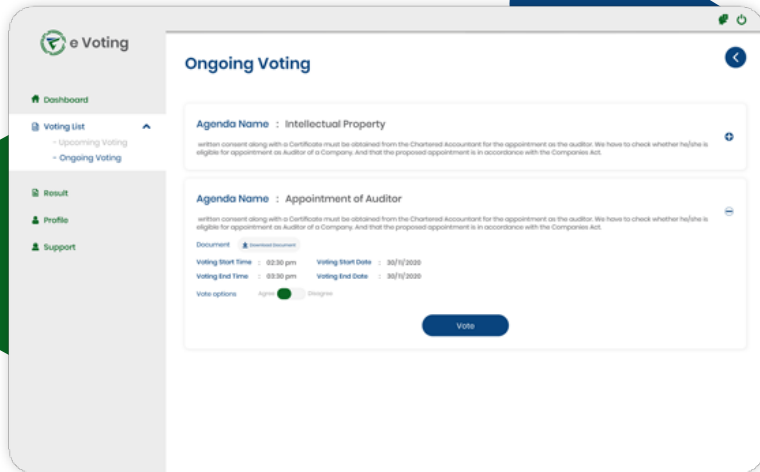 e Voting
Ongoing Voting
Dashboard
Voting List
- Upcoming Voting
- Ongoing Voting
Result
Profile
Support
Agenda Name : Intellectual Property
written consent along with a Certificate must be obtained from the Chartered Accountant for the appointment as the auditor. We have to check whether he/she is
eligible for appointment as Auditor of a Company. And that the proposed appointment is in accordance with the Companies Act.
Agenda Name : Appointment of Auditor
written consent along with a Certificate must be obtained from the Chartered Accountant for the appointment as the auditor. We have to check whether he/she is
eligible for appointment as Auditor of a Company. And that the proposed appointment is in accordance with the Companies Act.
Document Download Document
Voting Start Time : 02:30 pm Voting Start Date : 30/11/2020
Voting End Time : 03:30 pm Voting End Date : 30/11/2020
Vote options Agree Disagree
Vote